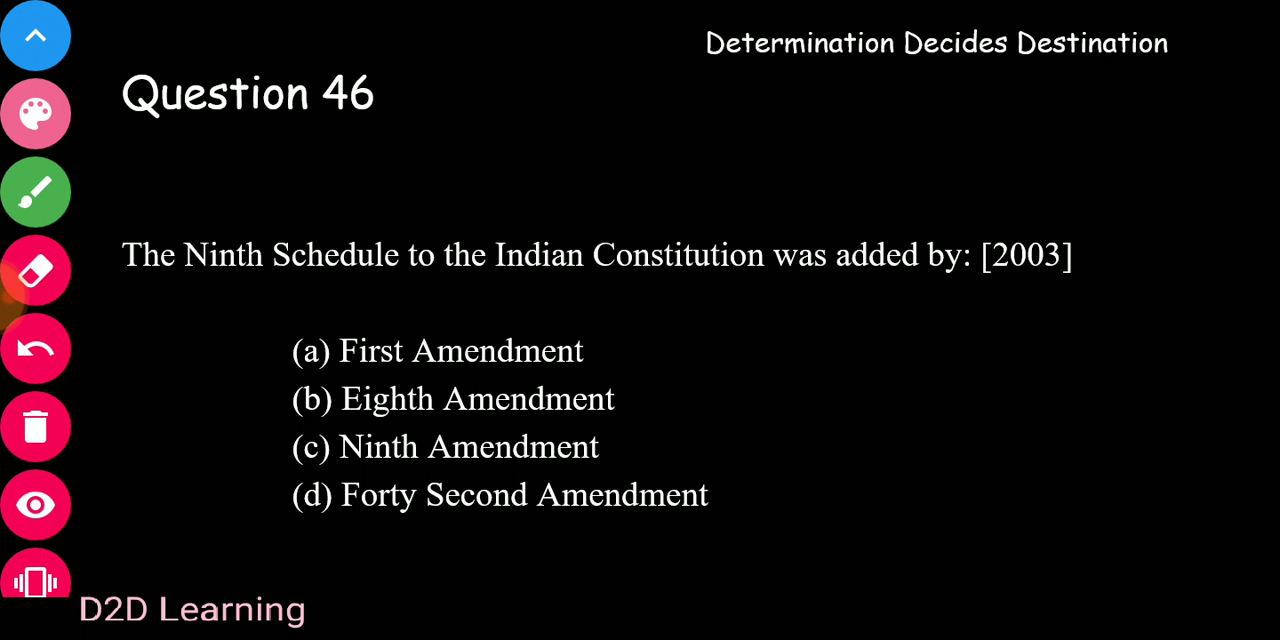 Determination Decides Destination
Question 46
The Ninth Schedule to the Indian Constitution was added by: [2003]
(a) First Amendment
(b) Eighth Amendment
(c) Ninth Amendment
(d) Forty Second Amendment
D2D Learning